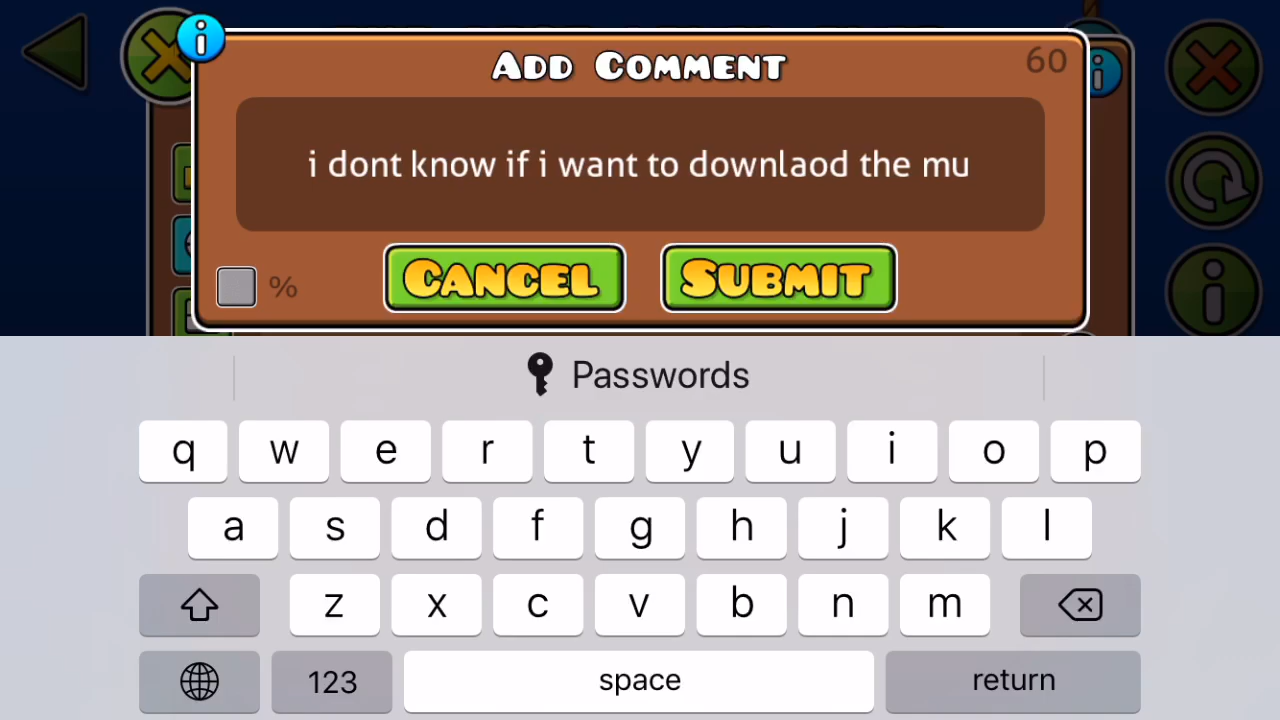 Add Comment
60
i dont know if i want to downlaod the mu
%
Cancel
Submit
Passwords
q w e r t y u i o p
a s d f g h j k l
z x c v b n m
123 space return